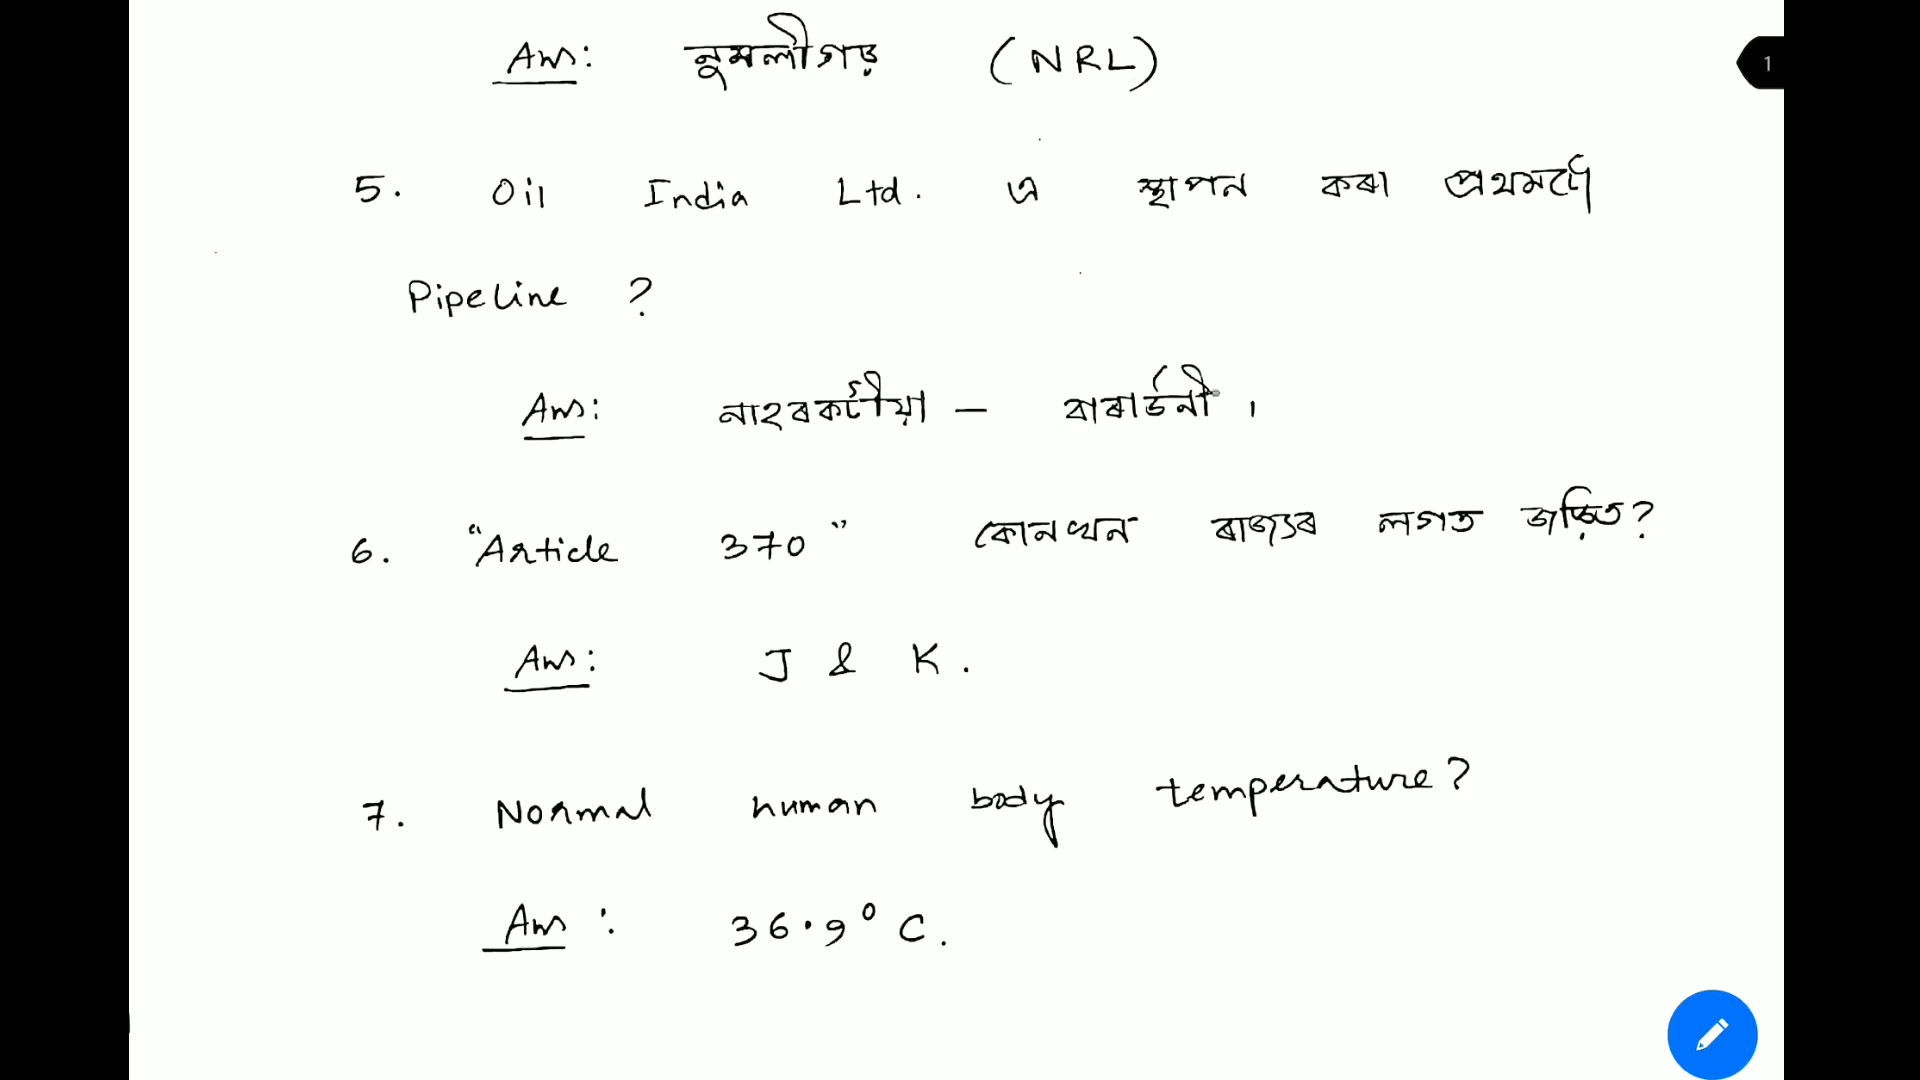 Ans: নুমলীগড় (NRL)
1
5. Oil India Ltd. এ স্থাপন কৰা প্ৰথমটো
Pipeline ?
Ans: নাহৰকটীয়া – বাৰাউনী ।
6. "Article 370" কোনখন ৰাজ্যৰ লগত জড়িত?
Ans: J & K.
7. Normal human body temperature?
Ans : 36.9° C.